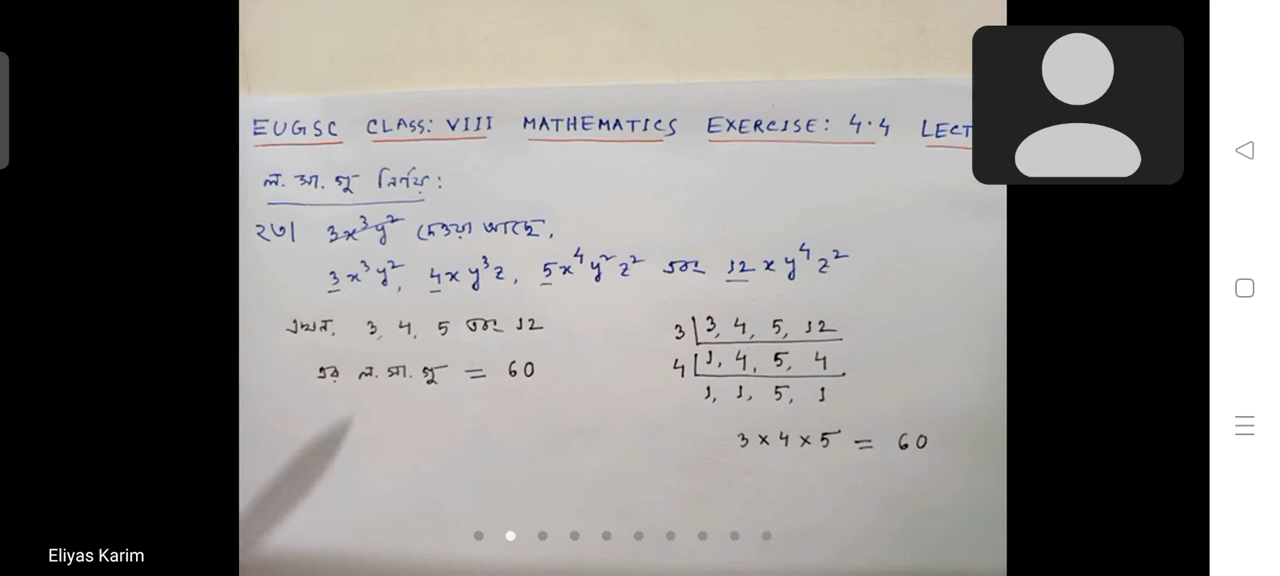 EUGSC CLASS: VIII MATHEMATICS EXERCISE: 4.4 LECT
ল. সা. গু নির্ণয়:
২৩। 3x³y² দেওয়া আছে,
3x³y², 4xy³z, 5x⁴y²z² এবং 12xy⁴z²
এখন, 3, 4, 5 এবং 12
এর ল. সা. গু = 60
3 | 3, 4, 5, 12
4 | 1, 4, 5, 4
1, 1, 5, 1
3 × 4 × 5 = 60
Eliyas Karim